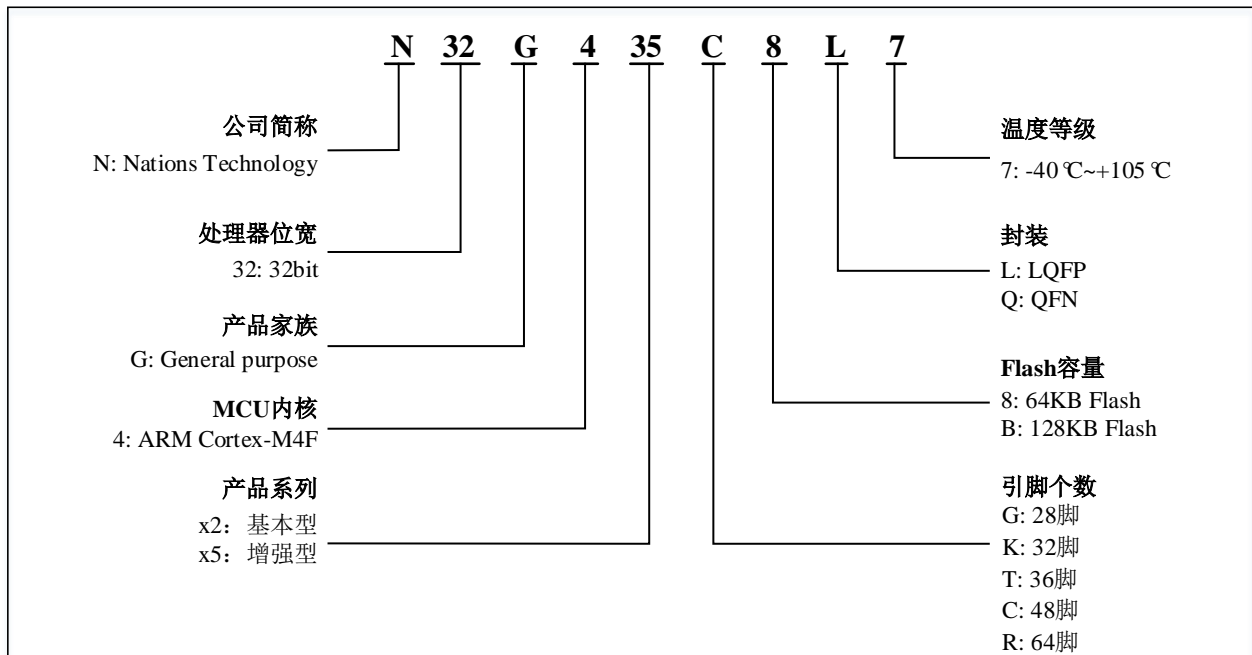 N 32 G 4 35 C 8 L 7
公司简称
N: Nations Technology
处理器位宽
32: 32bit
产品家族
G: General purpose
MCU内核
4: ARM Cortex-M4F
产品系列
x2：基本型
x5：增强型
温度等级
7: -40℃~+105℃
封装
L: LQFP
Q: QFN
Flash容量
8: 64KB Flash
B: 128KB Flash
引脚个数
G: 28脚
K: 32脚
T: 36脚
C: 48脚
R: 64脚